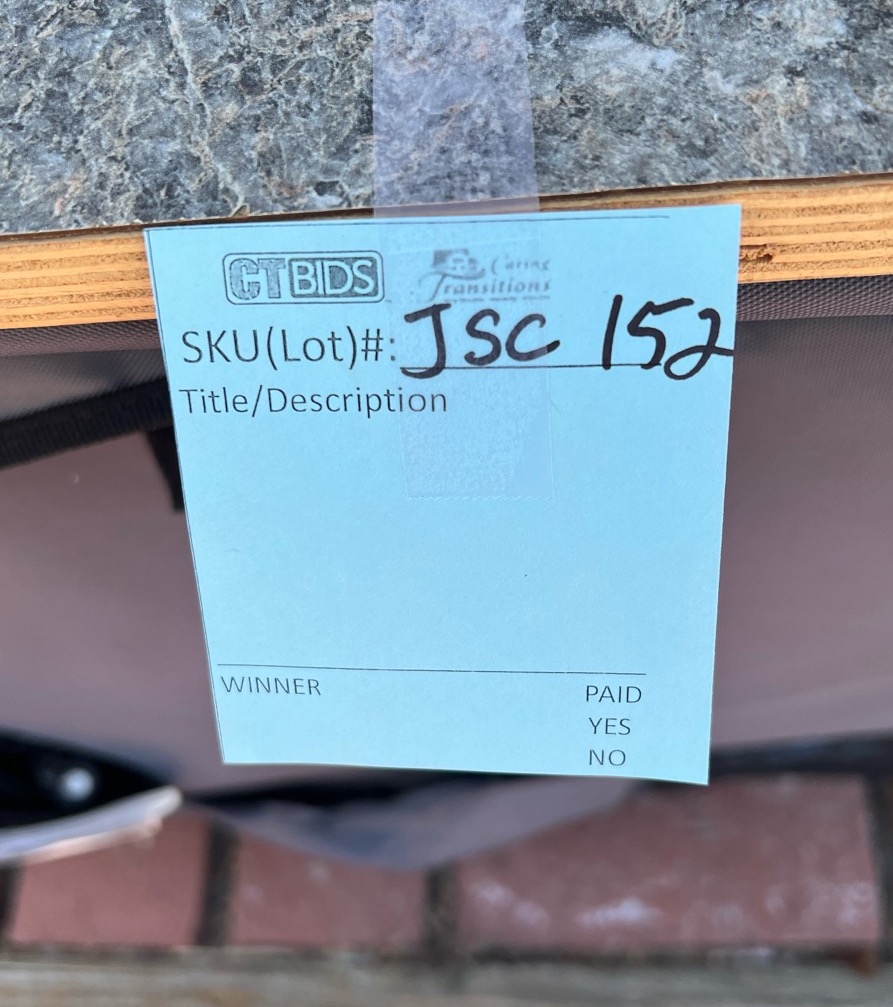 CTBIDS
Caring
Transitions
SKU(Lot)#: JSC 152
Title/Description
WINNER
PAID
YES
NO